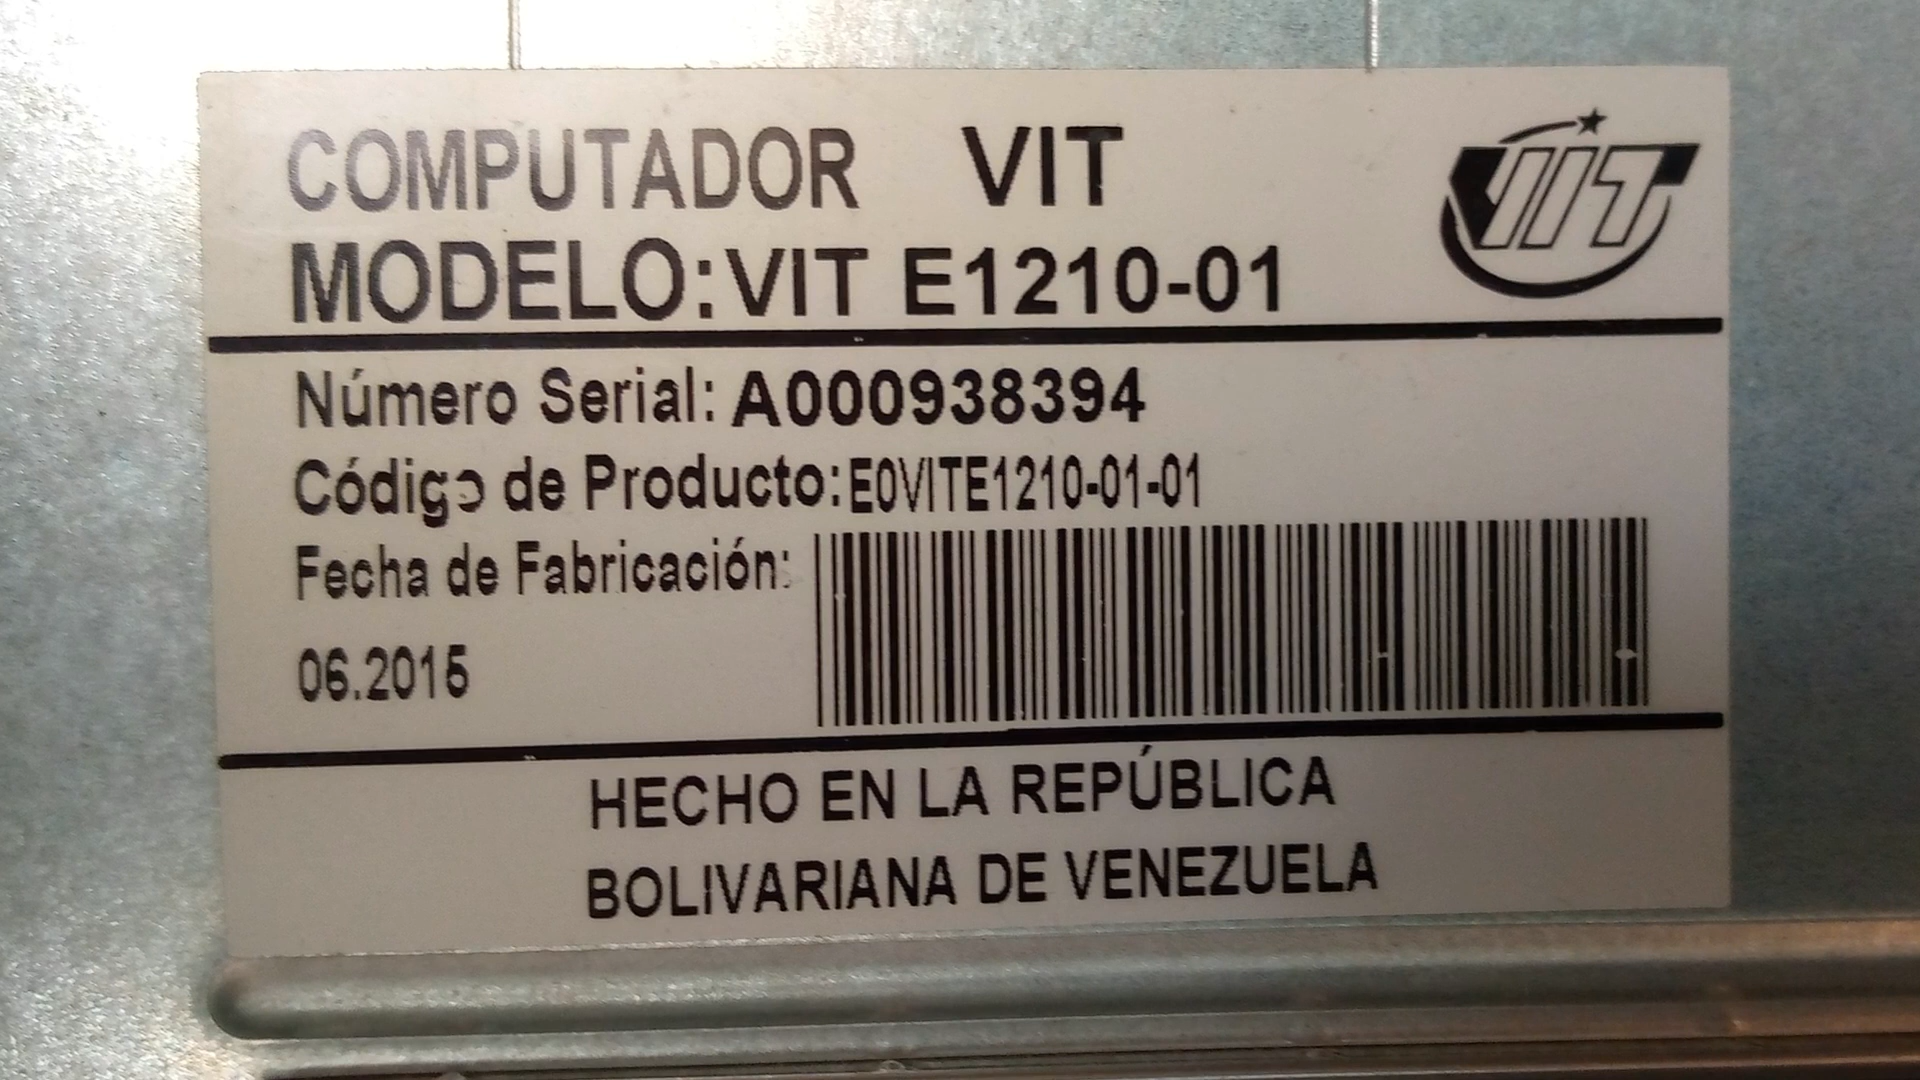 COMPUTADOR VIT
VIT
MODELO: VIT E1210-01
Número Serial: A000938394
Código de Producto: E0VITE1210-01-01
Fecha de Fabricación:
06.2015
HECHO EN LA REPÚBLICA
BOLIVARIANA DE VENEZUELA